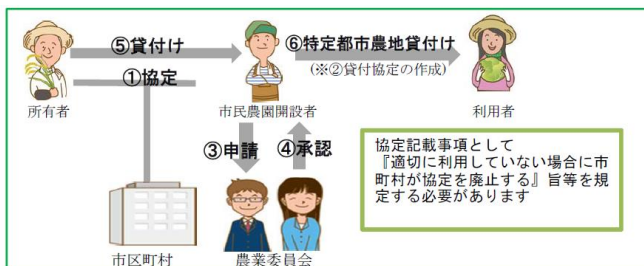 ⑤貸付け
⑥特定都市農地貸付け
(※②貸付協定の作成)
①協定
所有者
市民農園開設者
利用者
③申請
④承認
協定記載事項として
『適切に利用していない場合に市
町村が協定を廃止する』旨等を規
定する必要があります
市区町村
農業委員会